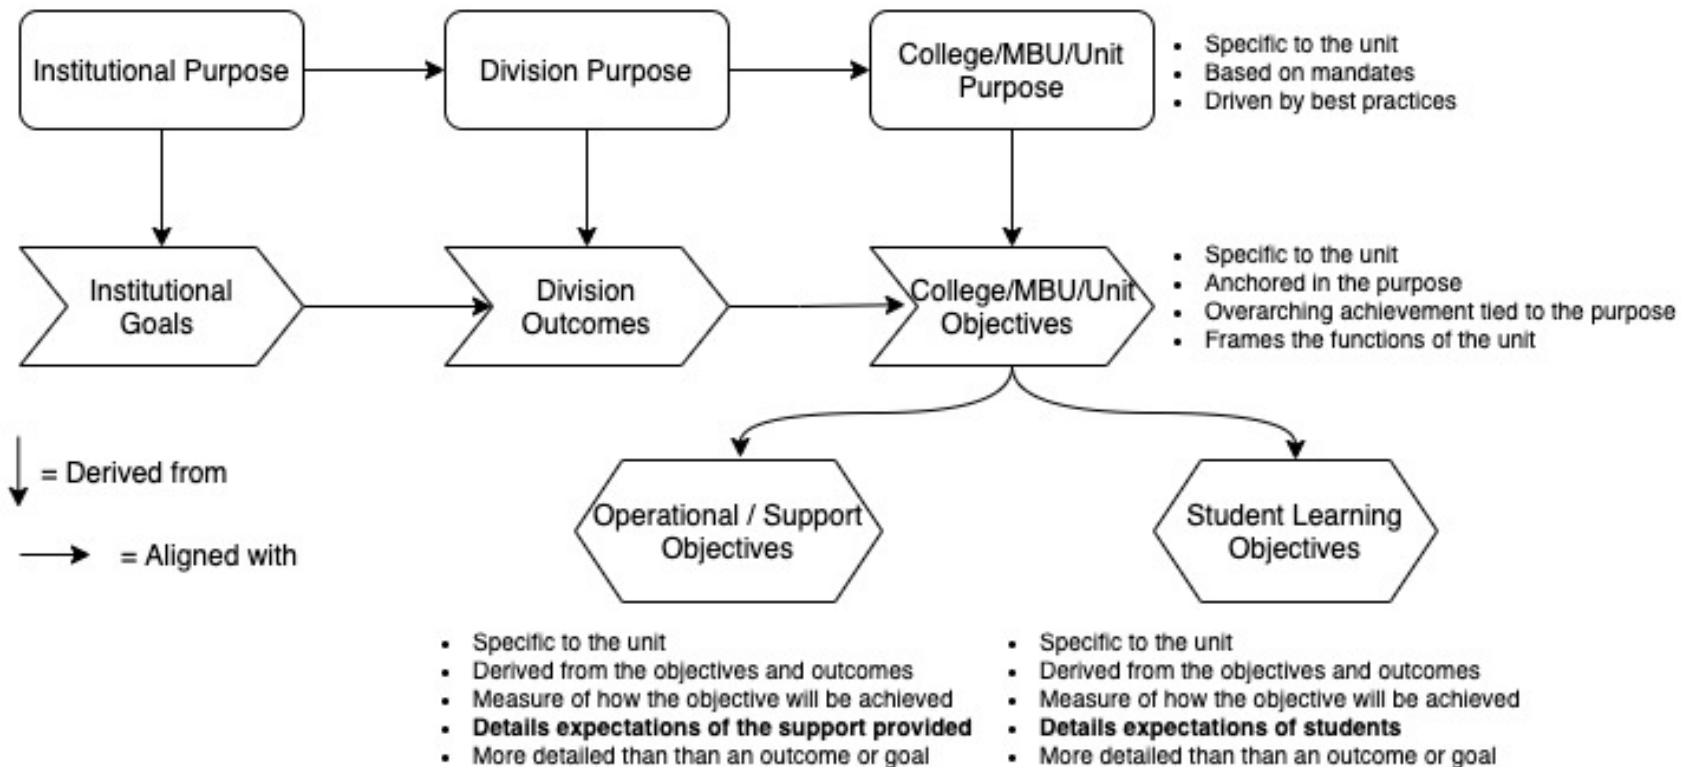 Institutional Purpose
Division Purpose
College/MBU/Unit
Purpose
• Specific to the unit
• Based on mandates
• Driven by best practices
Institutional
Goals
Division
Outcomes
College/MBU/Unit
Objectives
• Specific to the unit
• Anchored in the purpose
• Overarching achievement tied to the purpose
• Frames the functions of the unit
= Derived from
= Aligned with
Operational / Support
Objectives
Student Learning
Objectives
• Specific to the unit
• Derived from the objectives and outcomes
• Measure of how the objective will be achieved
• Details expectations of the support provided
• More detailed than than an outcome or goal
• Specific to the unit
• Derived from the objectives and outcomes
• Measure of how the objective will be achieved
• Details expectations of students
• More detailed than than an outcome or goal